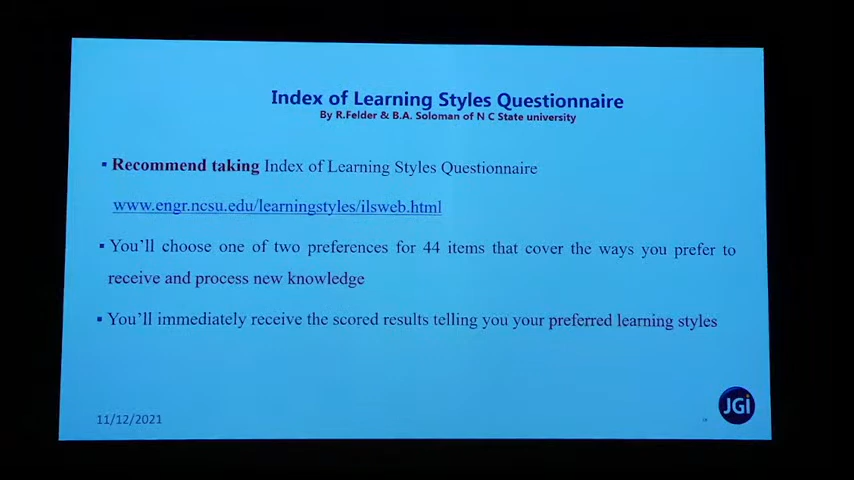 Index of Learning Styles Questionnaire
By R.Felder & B.A. Soloman of N C State university
▪ Recommend taking Index of Learning Styles Questionnaire
www.engr.ncsu.edu/learningstyles/ilsweb.html
▪ You'll choose one of two preferences for 44 items that cover the ways you prefer to
receive and process new knowledge
▪ You'll immediately receive the scored results telling you your preferred learning styles
11/12/2021
JGi